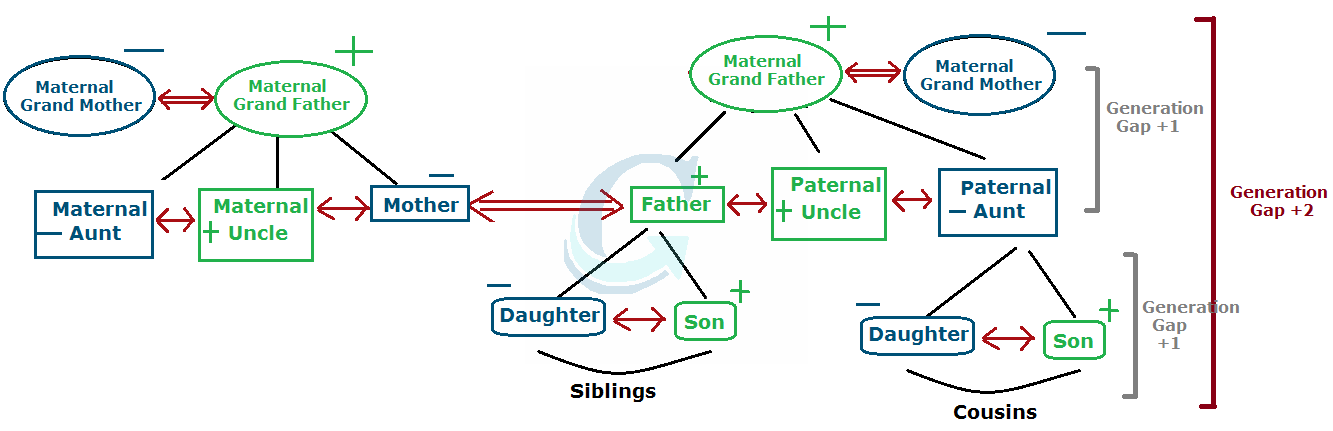 Maternal
Grand Mother
−
Maternal
Grand Father
+
Maternal
Grand Father
+
Maternal
Grand Mother
−
Generation
Gap +1
Generation
Gap +2
Maternal
− Aunt
Maternal
+ Uncle
−
Mother
+
Father
Paternal
+ Uncle
Paternal
− Aunt
−
Daughter
+
Son
Siblings
−
Daughter
+
Son
Cousins
Generation
Gap
+1